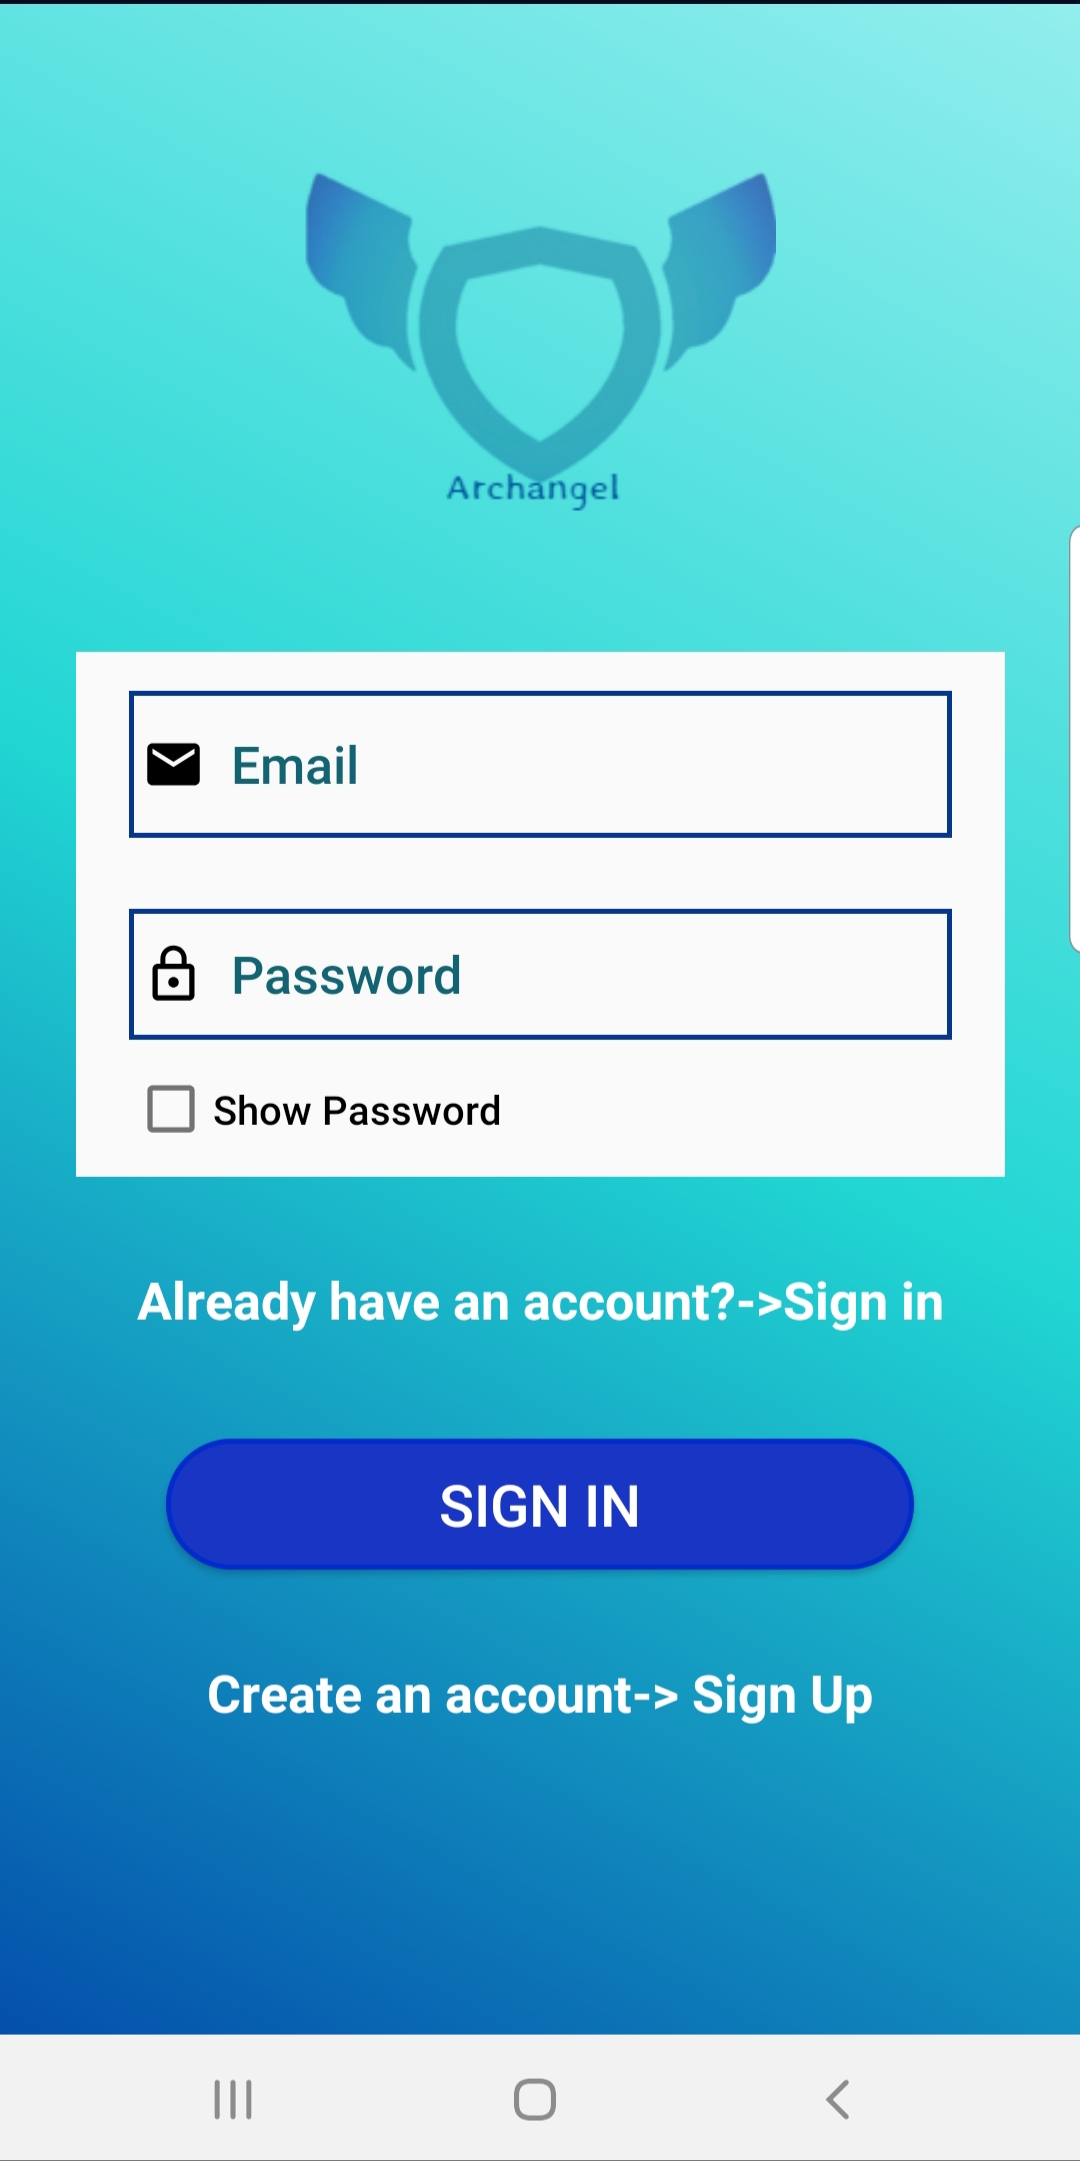 Archangel
Email
Password
Show Password
Already have an account?->Sign in
SIGN IN
Create an account-> Sign Up